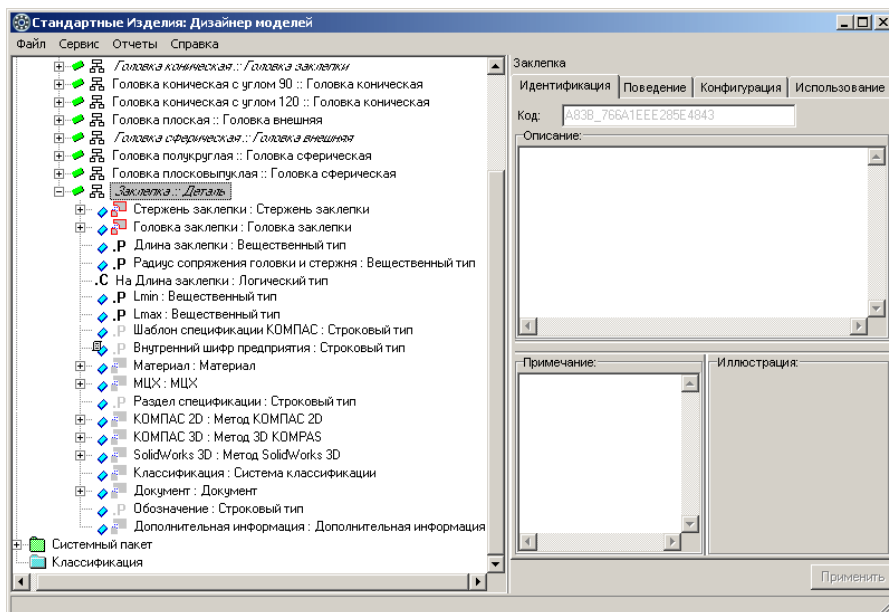 Стандартные Изделия: Дизайнер моделей
Файл Сервис Отчеты Справка
Головка коническая :: Головка заклепки
Головка коническая с углом 90 :: Головка коническая
Головка коническая с углом 120 :: Головка коническая
Головка плоская :: Головка внешняя
Головка сферическая :: Головка внешняя
Головка полукруглая :: Головка сферическая
Головка плосковыпуклая :: Головка сферическая
Заклепка :: Деталь
Стержень заклепки : Стержень заклепки
Головка заклепки : Головка заклепки
.P Длина заклепки : Вещественный тип
.P Радиус сопряжения головки и стержня : Вещественный тип
.C На Длина заклепки : Логический тип
.P Lmin : Вещественный тип
.P Lmax : Вещественный тип
.P Шаблон спецификации КОМПАС : Строковый тип
.P Внутренний шифр предприятия : Строковый тип
Материал : Материал
МЦХ : МЦХ
.P Раздел спецификации : Строковый тип
КОМПАС 2D : Метод КОМПАС 2D
КОМПАС 3D : Метод 3D KOMPAS
SolidWorks 3D : Метод SolidWorks 3D
Классификация : Система классификации
Документ : Документ
.P Обозначение : Строковый тип
Дополнительная информация : Дополнительная информация
Системный пакет
Классификация
Заклепка
Идентификация Поведение Конфигурация Использование
Код: A83B_766A1EEE285E4843
Описание:
Примечание:
Иллюстрация:
Применить